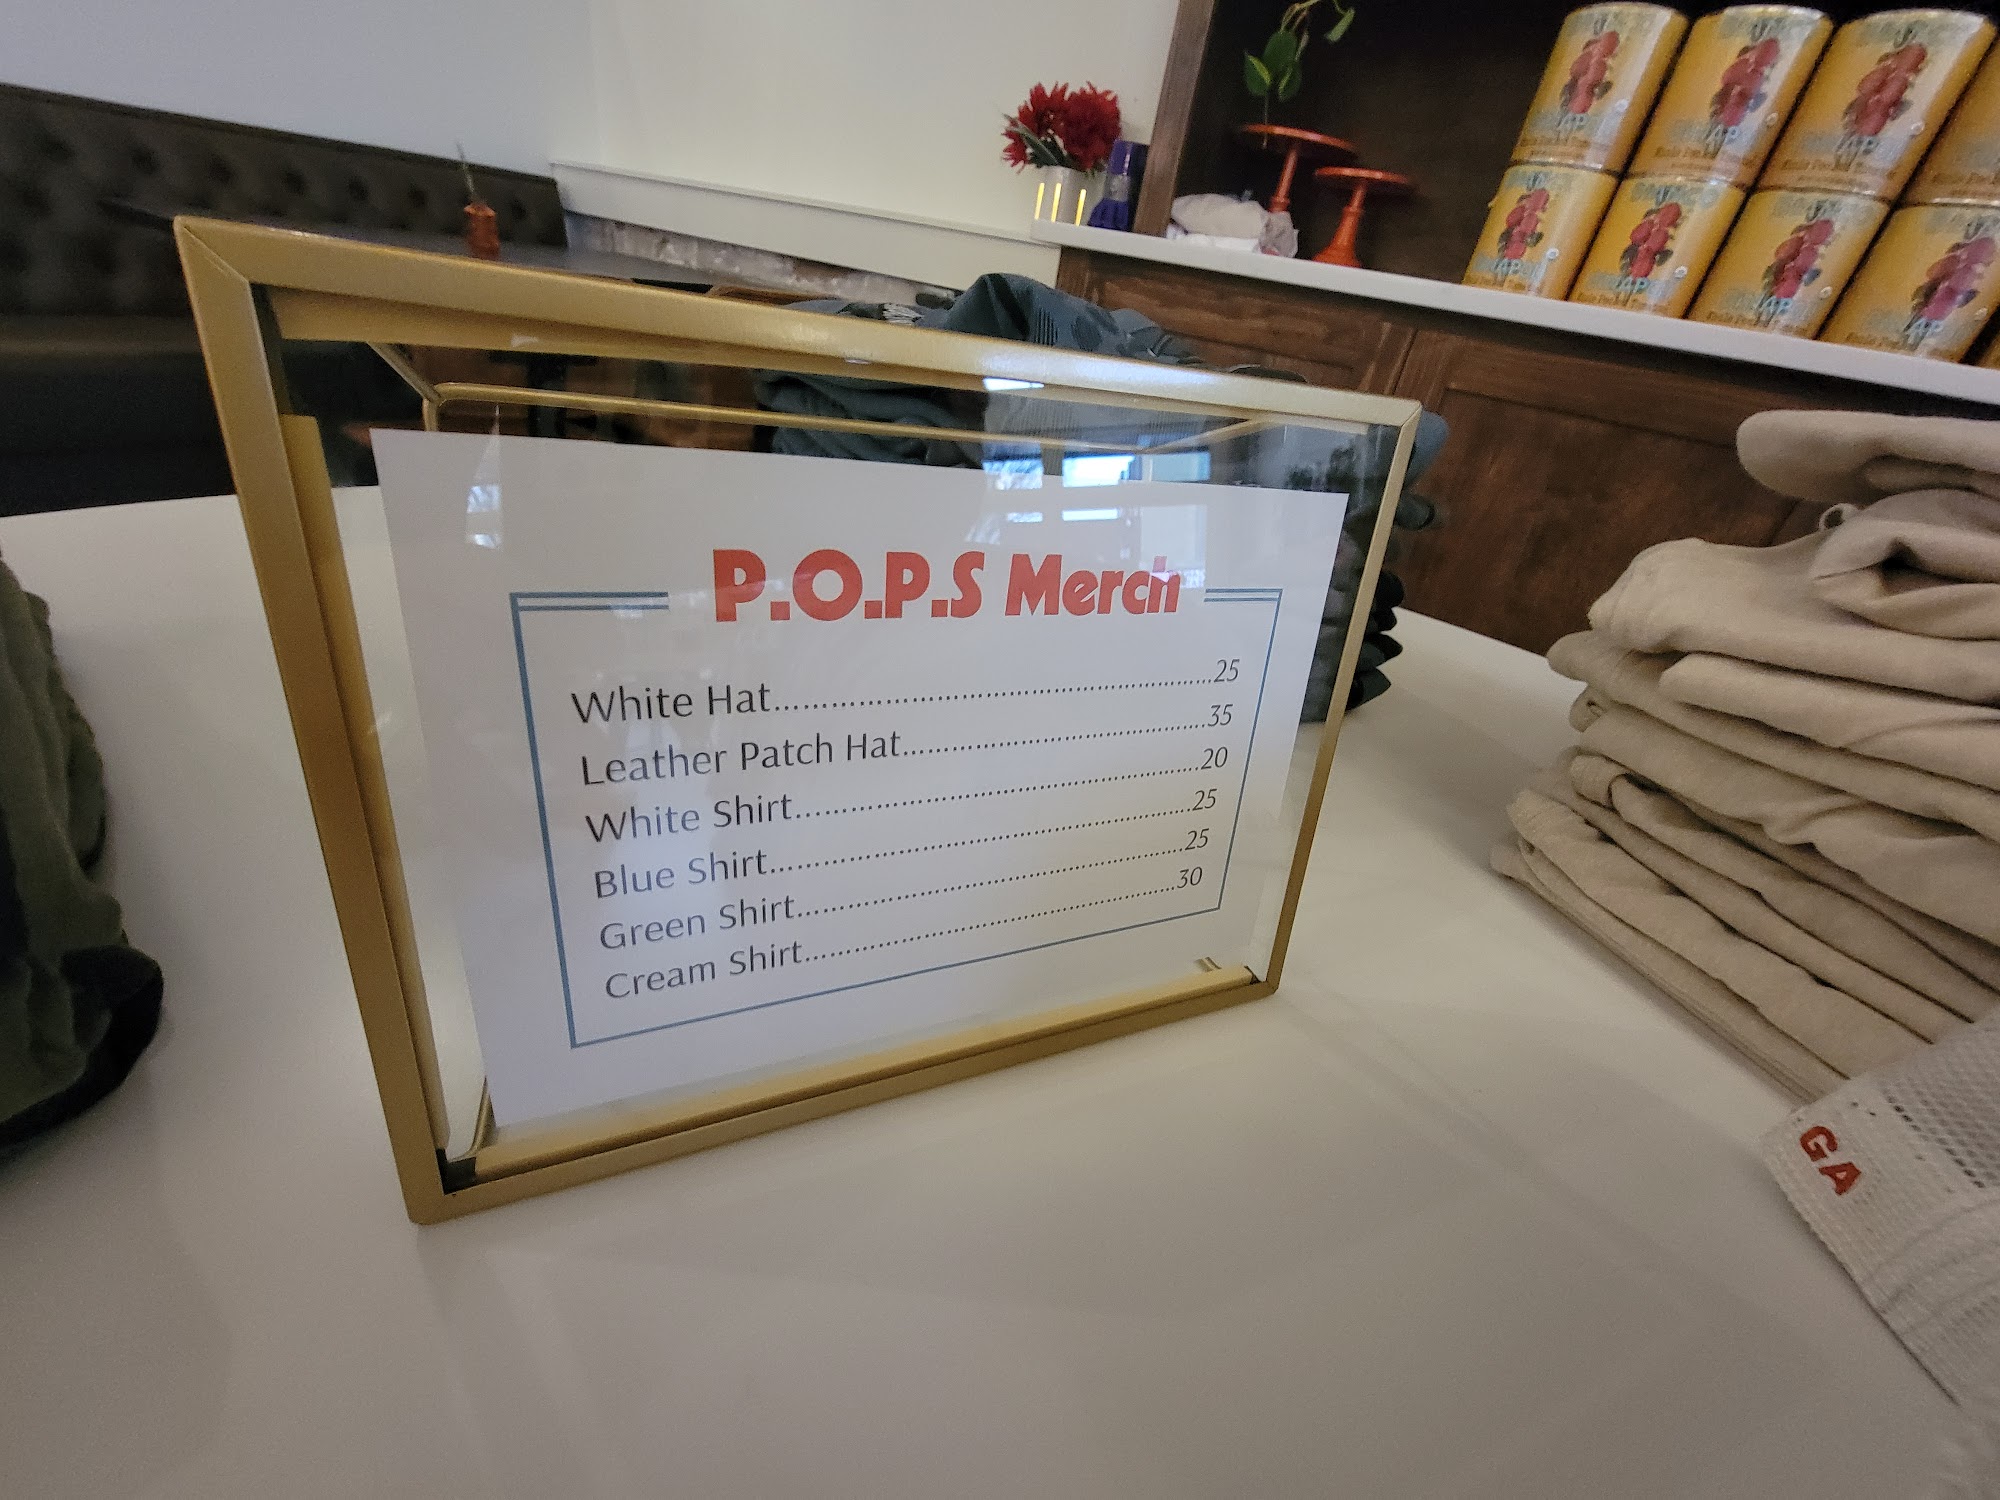 P.O.P.S Merch
White Hat........................................25
Leather Patch Hat........................................35
White Shirt........................................20
Blue Shirt........................................25
Green Shirt........................................25
Cream Shirt........................................30
GA